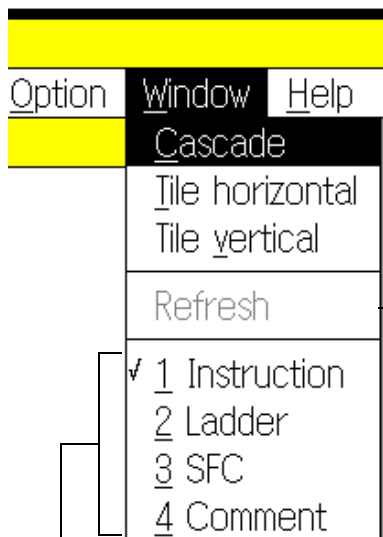 Option Window Help
Cascade
Tile horizontal
Tile vertical
Refresh
√ 1 Instruction
2 Ladder
3 SFC
4 Comment